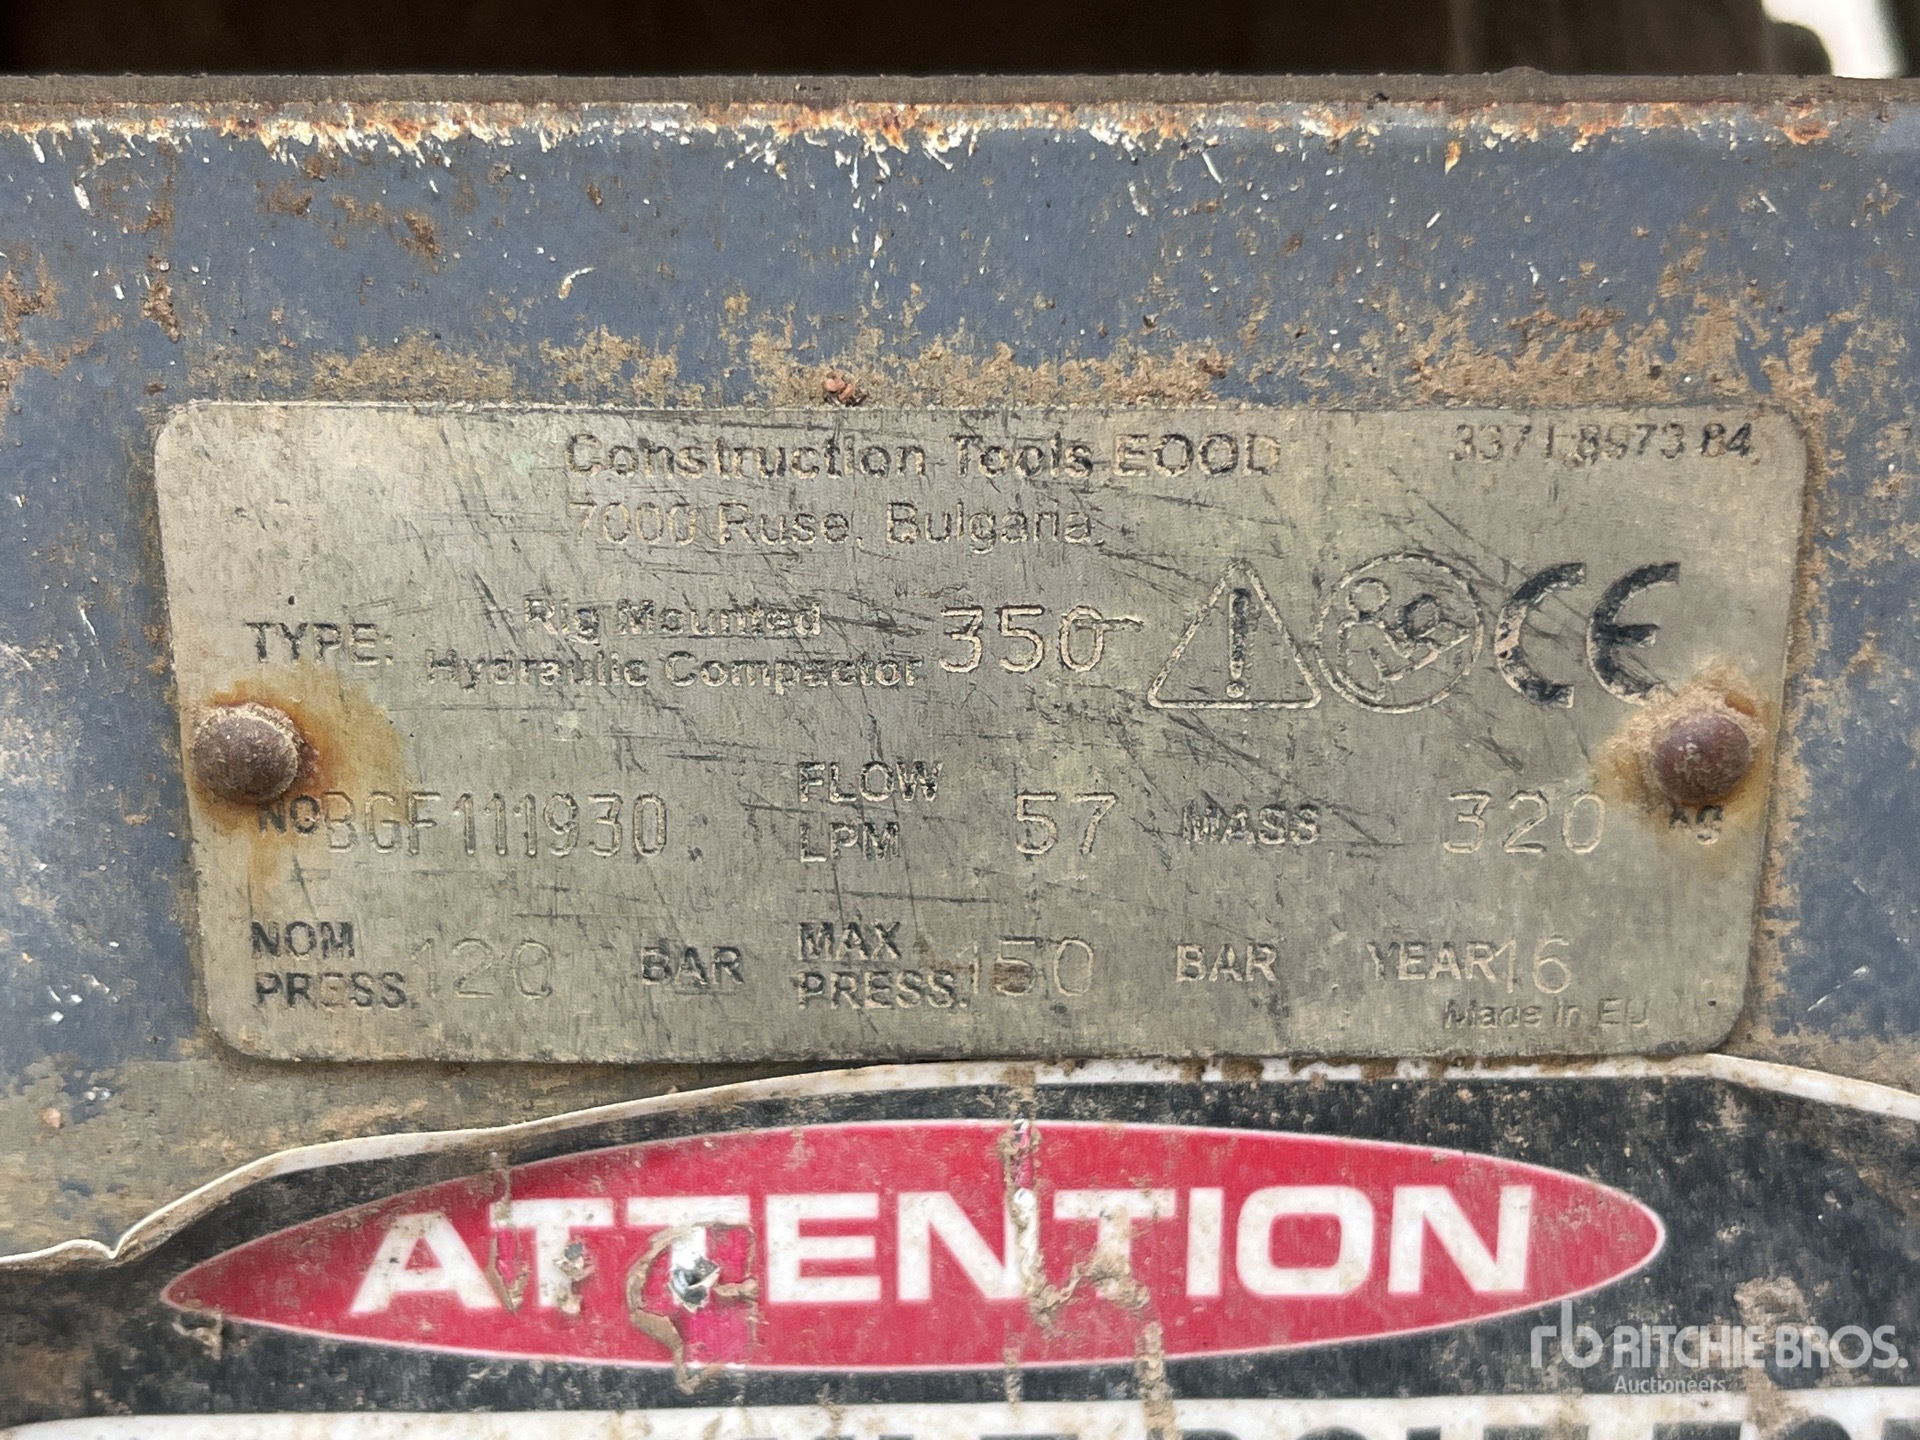 Construction Tools EOOD
3371 8973 84
7000 Ruse, Bulgaria
TYPE: Rig Mounted Hydraulic Compactor 350
CE
NO BGF111930 FLOW LPM 57 MASS 320 kg
NOM PRESS. 120 BAR MAX PRESS. 150 BAR YEAR 16
Made in EU
ATTENTION
rb RITCHIE BROS.
Auctioneers